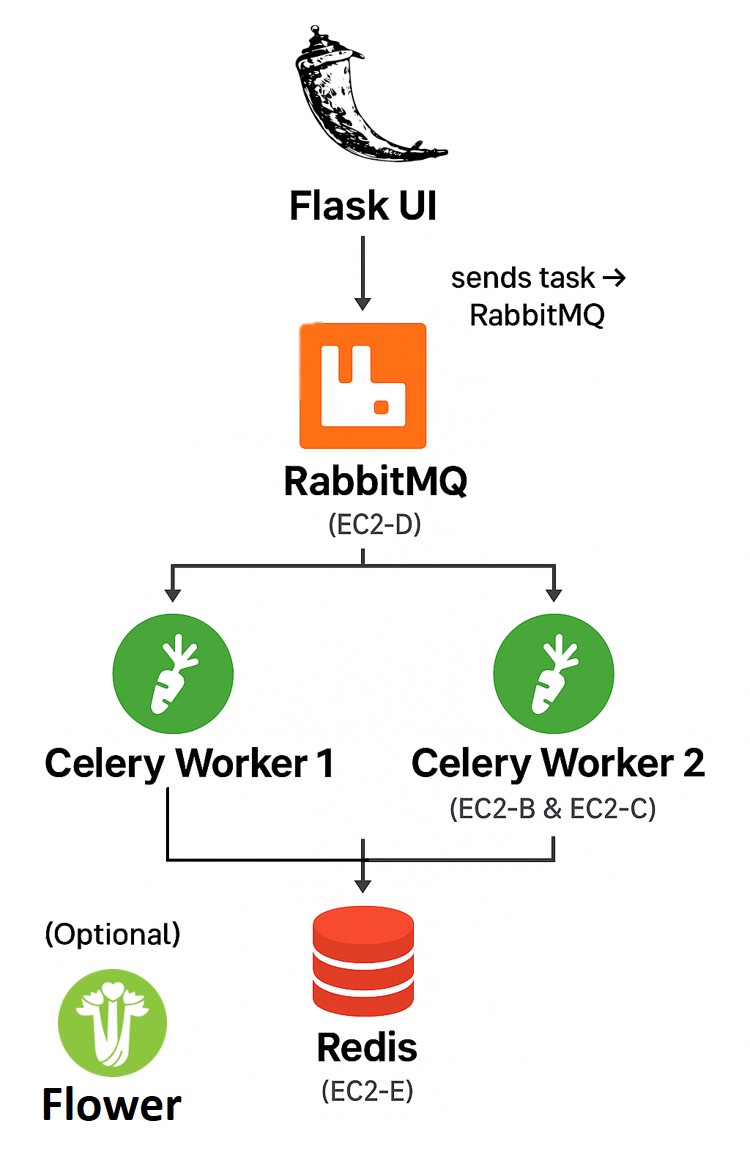 Flask UI
sends task →
RabbitMQ
RabbitMQ
(EC2-D)
Celery Worker 1
Celery Worker 2
(EC2-B & EC2-C)
(Optional)
Flower
Redis
(EC2-E)